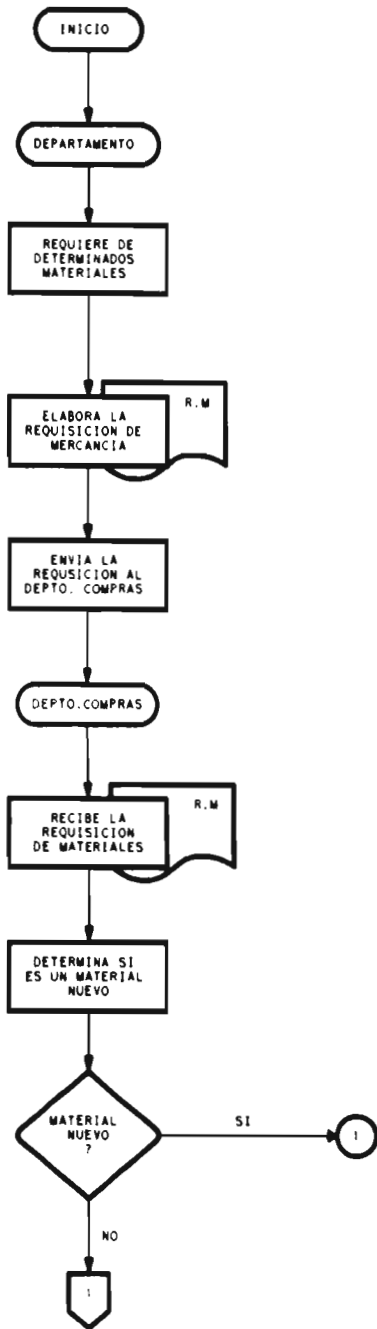 INICIO
DEPARTAMENTO
REQUIERE DE
DETERMINADOS
MATERIALES
R.M
ELABORA LA
REQUISICION DE
MERCANCIA
ENVIA LA
REQUSICION AL
DEPTO. COMPRAS
DEPTO.COMPRAS
R.M
RECIBE LA
REQUISICION
DE MATERIALES
DETERMINA SI
ES UN MATERIAL
NUEVO
MATERIAL
NUEVO
?
SI
1
NO
1